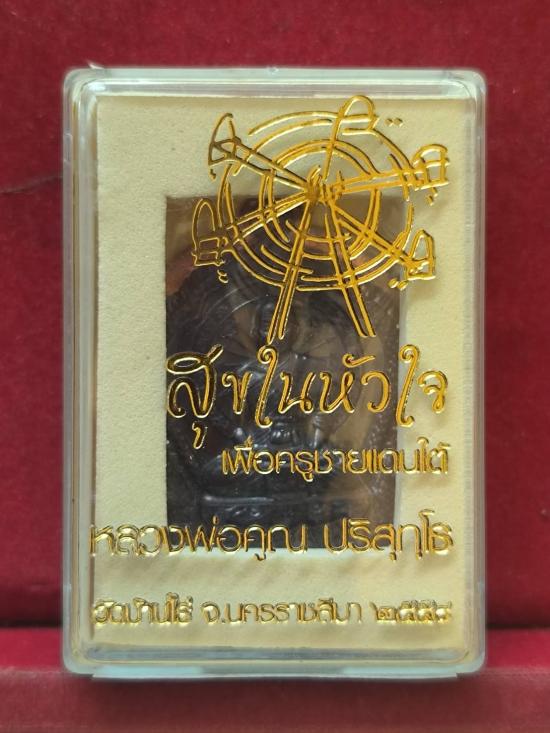 สุขในหัวใจ
เพื่อครูชายแดนใต้
หลวงพ่อคูณ ปริสุทฺโธ
วัดบ้านไร่ จ.นครราชสีมา ๒๕๕๘